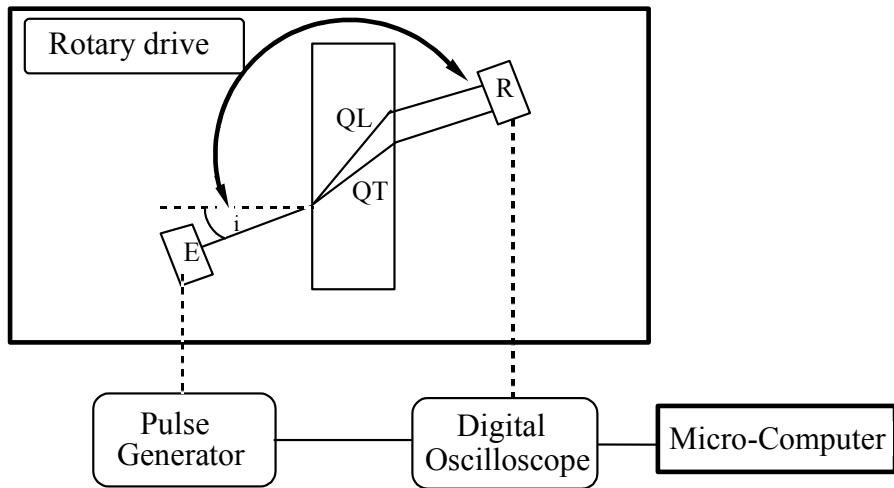 Rotary drive
R
QL
QT
i
E
Pulse
Generator
Digital
Oscilloscope
Micro-Computer